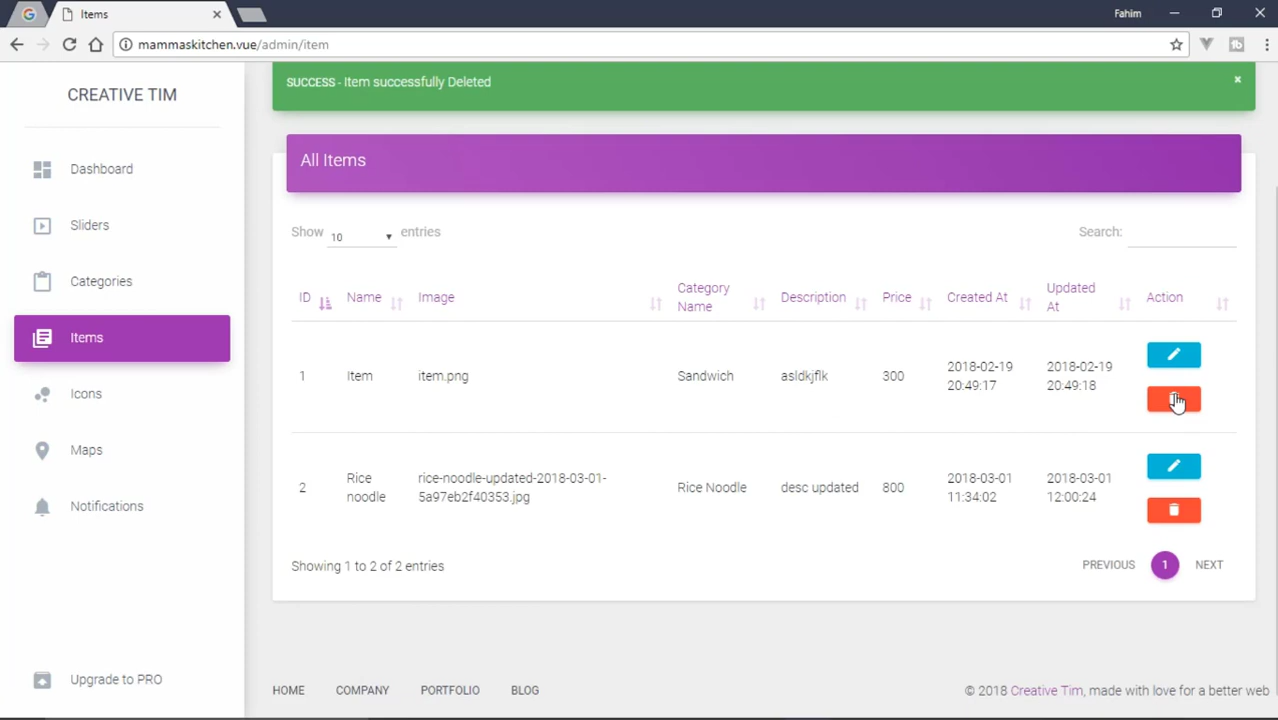 Items
Fahim
mammaskitchen.vue/admin/item
CREATIVE TIM
Dashboard
Sliders
Categories
Items
Icons
Maps
Notifications
Upgrade to PRO
SUCCESS - Item successfully Deleted
×
All Items
Show 10 entries
Search:
ID Name Image Category Name Description Price Created At Updated At Action
1 Item item.png Sandwich asldkjflk 300 2018-02-19 20:49:17 2018-02-19 20:49:18
2 Rice noodle rice-noodle-updated-2018-03-01-5a97eb2f40353.jpg Rice Noodle desc updated 800 2018-03-01 11:34:02 2018-03-01 12:00:24
Showing 1 to 2 of 2 entries
PREVIOUS 1 NEXT
HOME COMPANY PORTFOLIO BLOG
© 2018 Creative Tim, made with love for a better web